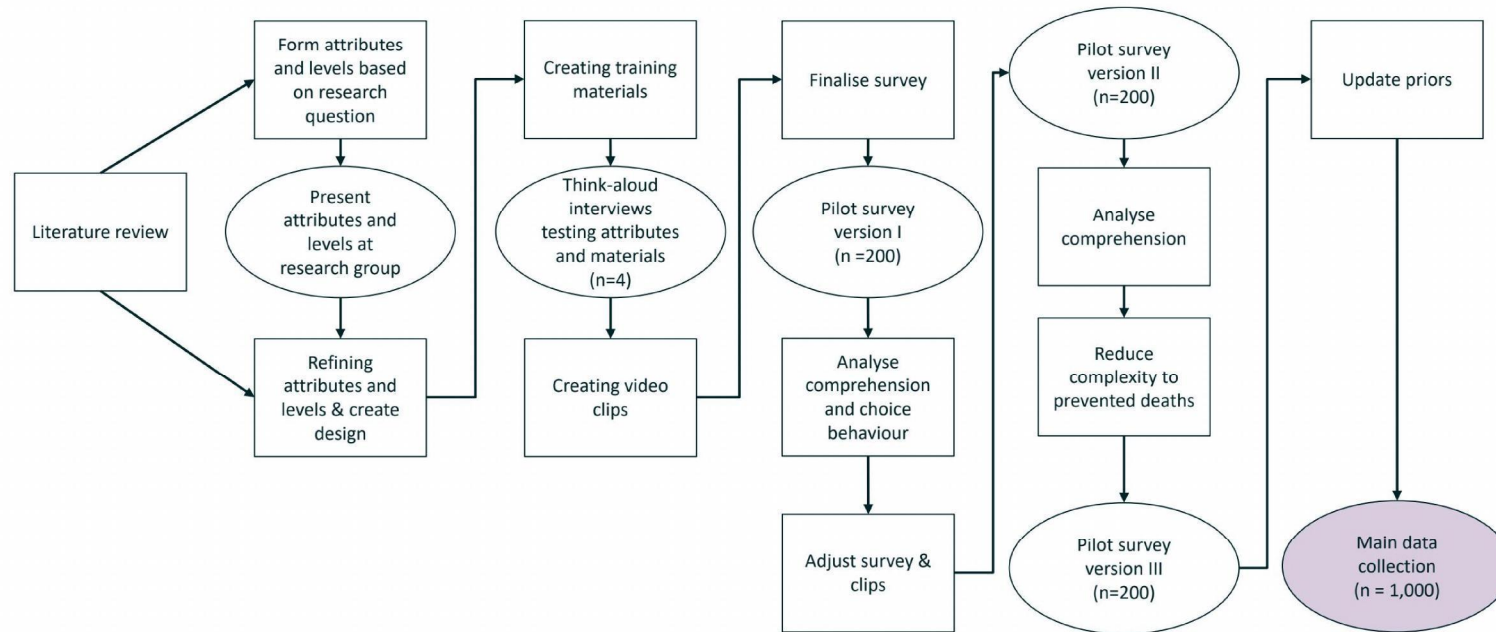 Literature review
Form attributes
and levels based
on research
question
Present
attributes and
levels at
research group
Refining
attributes and
levels & create
design
Creating training
materials
Think-aloud
interviews
testing attributes
and materials
(n=4)
Creating video
clips
Finalise survey
Pilot survey
version I
(n =200)
Analyse
comprehension
and choice
behaviour
Adjust survey & clips
Pilot survey
version II
(n=200)
Analyse
comprehension
Reduce
complexity to
prevented deaths
Pilot survey
version III
(n=200)
Update priors
Main data
collection
(n = 1,000)